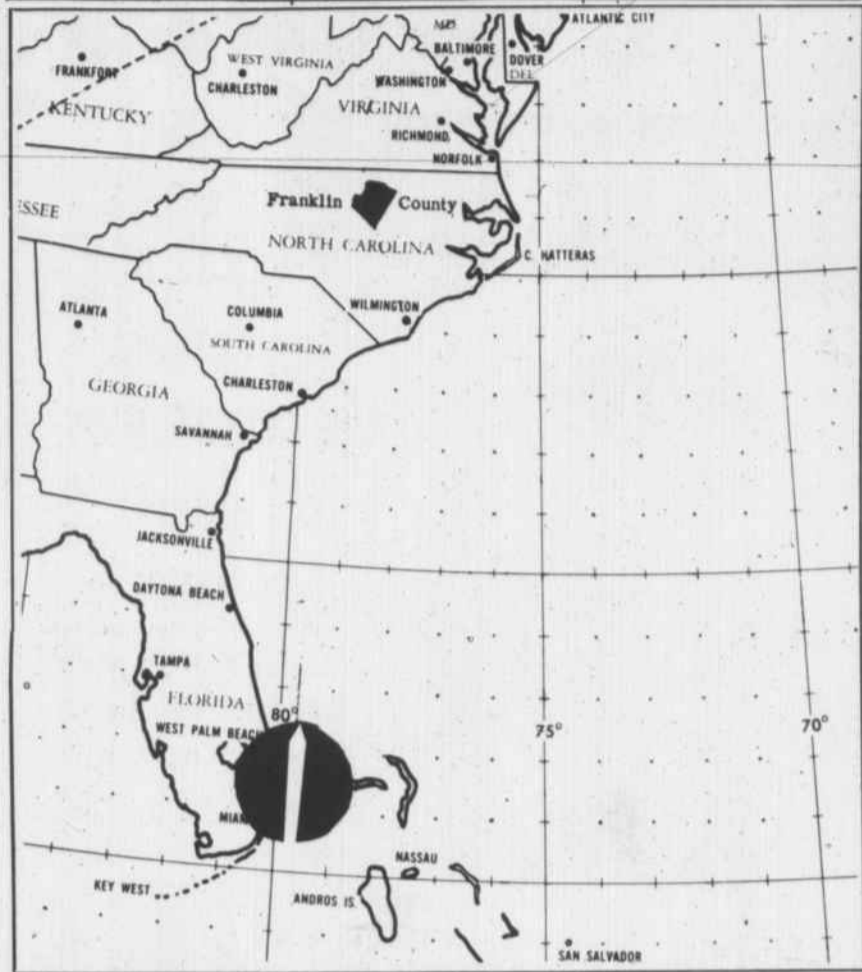 ATLANTIC CITY
MD.
BALTIMORE
WEST VIRGINIA
DOVER
FRANKFORT
WASHINGTON
DEL.
CHARLESTON
KENTUCKY
VIRGINIA
RICHMOND
NORFOLK
Franklin County
ESSEE
NORTH CAROLINA
C. HATTERAS
ATLANTA
COLUMBIA
WILMINGTON
SOUTH CAROLINA
GEORGIA
CHARLESTON
SAVANNAH
JACKSONVILLE
DAYTONA BEACH
TAMPA
FLORIDA
80°
75°
70°
WEST PALM BEACH
MIAM
NASSAU
KEY WEST
ANDROS IS.
SAN SALVADOR